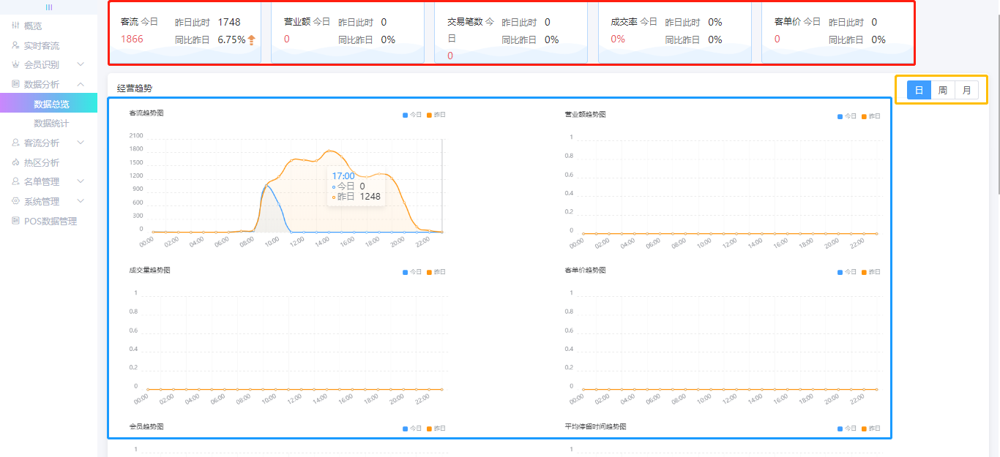 概览
实时客流
会员识别
数据分析
数据总览
数据统计
客流分析
热区分析
名单管理
系统管理
POS数据管理
客流 今日 昨日此时 1748
1866 同比昨日 6.75%
营业额 今日 昨日此时 0
0 同比昨日 0%
交易笔数 今 昨日此时 0
日 同比昨日 0%
0
成交率 今日 昨日此时 0%
0% 同比昨日 0%
客单价 今日 昨日此时 0
0 同比昨日 0%
经营趋势
日 周 月
客流趋势图 今日 昨日
2100
1800
1500
1200
900
600
300
0
17:00
今日 0
昨日 1248
00:00 02:00 04:00 06:00 08:00 10:00 12:00 14:00 16:00 18:00 20:00 22:00
营业额趋势图 今日 昨日
1
0.8
0.6
0.4
0.2
0
00:00 02:00 04:00 06:00 08:00 10:00 12:00 14:00 16:00 18:00 20:00 22:00
成交量趋势图 今日 昨日
1
0.8
0.6
0.4
0.2
0
00:00 02:00 04:00 06:00 08:00 10:00 12:00 14:00 16:00 18:00 20:00 22:00
客单价趋势图 今日 昨日
1
0.8
0.6
0.4
0.2
0
00:00 02:00 04:00 06:00 08:00 10:00 12:00 14:00 16:00 18:00 20:00 22:00
会员趋势图 今日 昨日
1
平均停留时间趋势图 今日 昨日
1